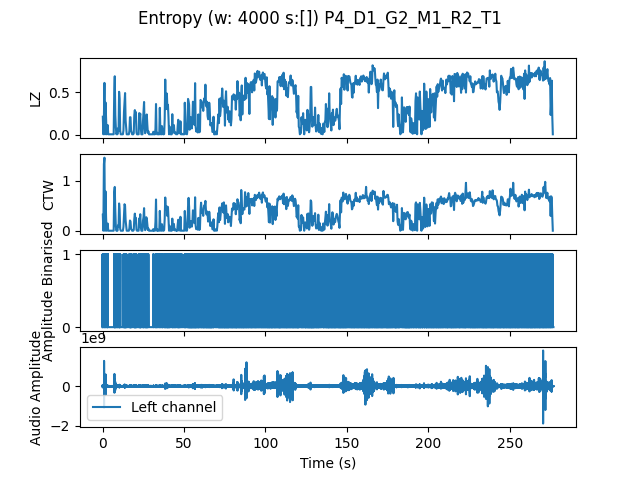 Entropy (w: 4000 s:[]) P4_D1_G2_M1_R2_T1
LZ
0.5
0.0
CTW
1
0
Amplitude Binarised
1
0
1e9
Audio Amplitude
0
−2
Left channel
0
50
100
150
200
250
Time (s)